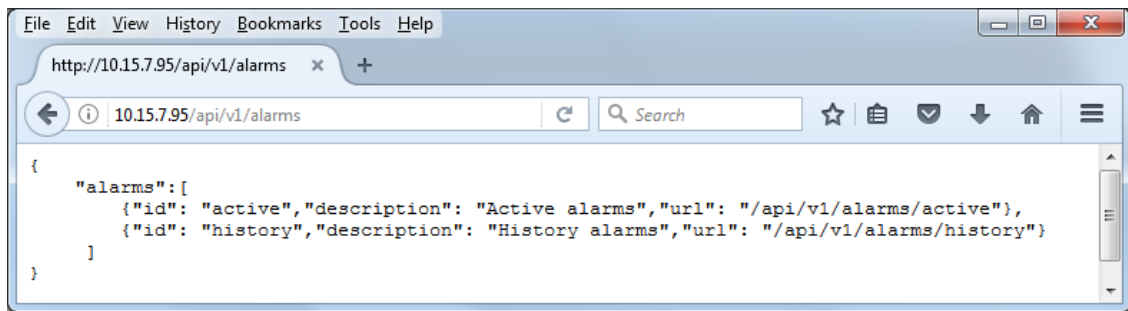 File Edit View History Bookmarks Tools Help
http://10.15.7.95/api/v1/alarms
10.15.7.95/api/v1/alarms Search
{
"alarms":[
{"id": "active","description": "Active alarms","url": "/api/v1/alarms/active"},
{"id": "history","description": "History alarms","url": "/api/v1/alarms/history"}
]
}